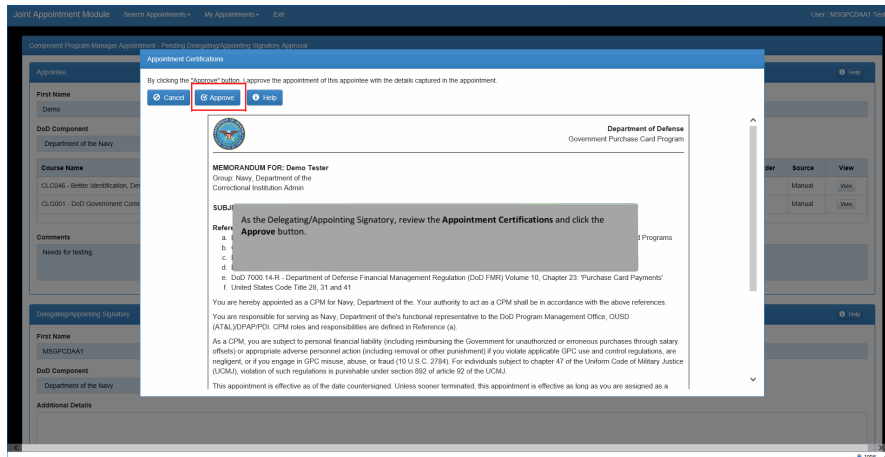 Joint Appointment Module Search Appointments My Appointments Exit User : MSGPCDAA1 Test
Component Program Manager Appointment - Pending Delegating/Appointing Signatory Approval
Appointment Certifications
Appointee
Help
By clicking the "Approve" button, I approve the appointment of this appointee with the details captured in the appointment.
Cancel Approve Help
First Name
Demo
DoD Component
Department of the Navy
Department of Defense
Government Purchase Card Program
Course Name
Source View
CLC046 - Better Identification,
Manual View
CLG001 - DoD Government
Manual View
MEMORANDUM FOR: Demo Tester
Group: Navy, Department of the
Correctional Institution Admin
As the Delegating/Appointing Signatory, review the Appointment Certifications and click the
Approve button.
a.
Programs
b.
c.
d.
e. DoD 7000.14-R - Department of Defense Financial Management Regulation (DoD FMR) Volume 10, Chapter 23: 'Purchase Card Payments'
f. United States Code Title 28, 31 and 41
Comments
Needs for testing.
You are hereby appointed as a CPM for Navy, Department of the. Your authority to act as a CPM shall be in accordance with the above references.
You are responsible for serving as Navy, Department of the's functional representative to the DoD Program Management Office, OUSD
(AT&L)/DPAP/PDI. CPM roles and responsibilities are defined in Reference (a).
As a CPM, you are subject to personal financial liability (including reimbursing the Government for unauthorized or erroneous purchases through salary
offsets) or appropriate adverse personnel action (including removal or other punishment) if you violate applicable GPC use and control regulations, are
negligent, or if you engage in GPC misuse, abuse, or fraud (10 U.S.C. 2784). For individuals subject to chapter 47 of the Uniform Code of Military Justice
(UCMJ), violation of such regulations is punishable under section 892 of article 92 of the UCMJ.
This appointment is effective as of the date countersigned. Unless sooner terminated, this appointment is effective as long as you are assigned as a
Delegating/Appointing Signatory
Help
First Name
MSGPCDAA1
DoD Component
Department of the Navy
Additional Details
100%